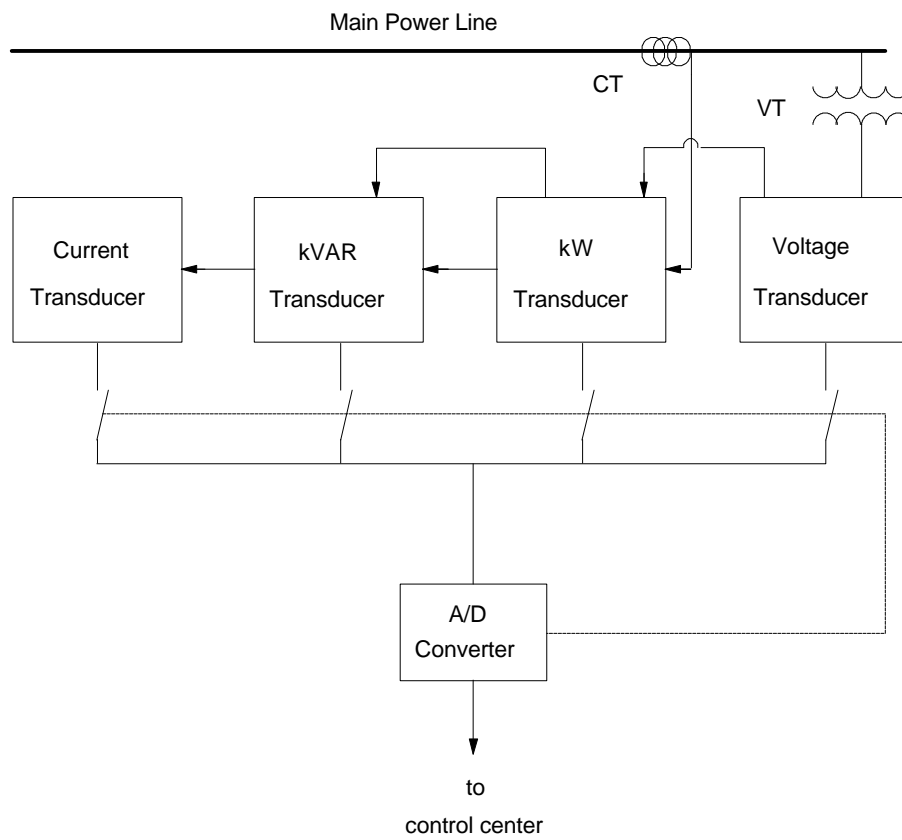 Main Power Line
CT
VT
Current
Transducer
kVAR
Transducer
kW
Transducer
Voltage
Transducer
A/D
Converter
to
control center